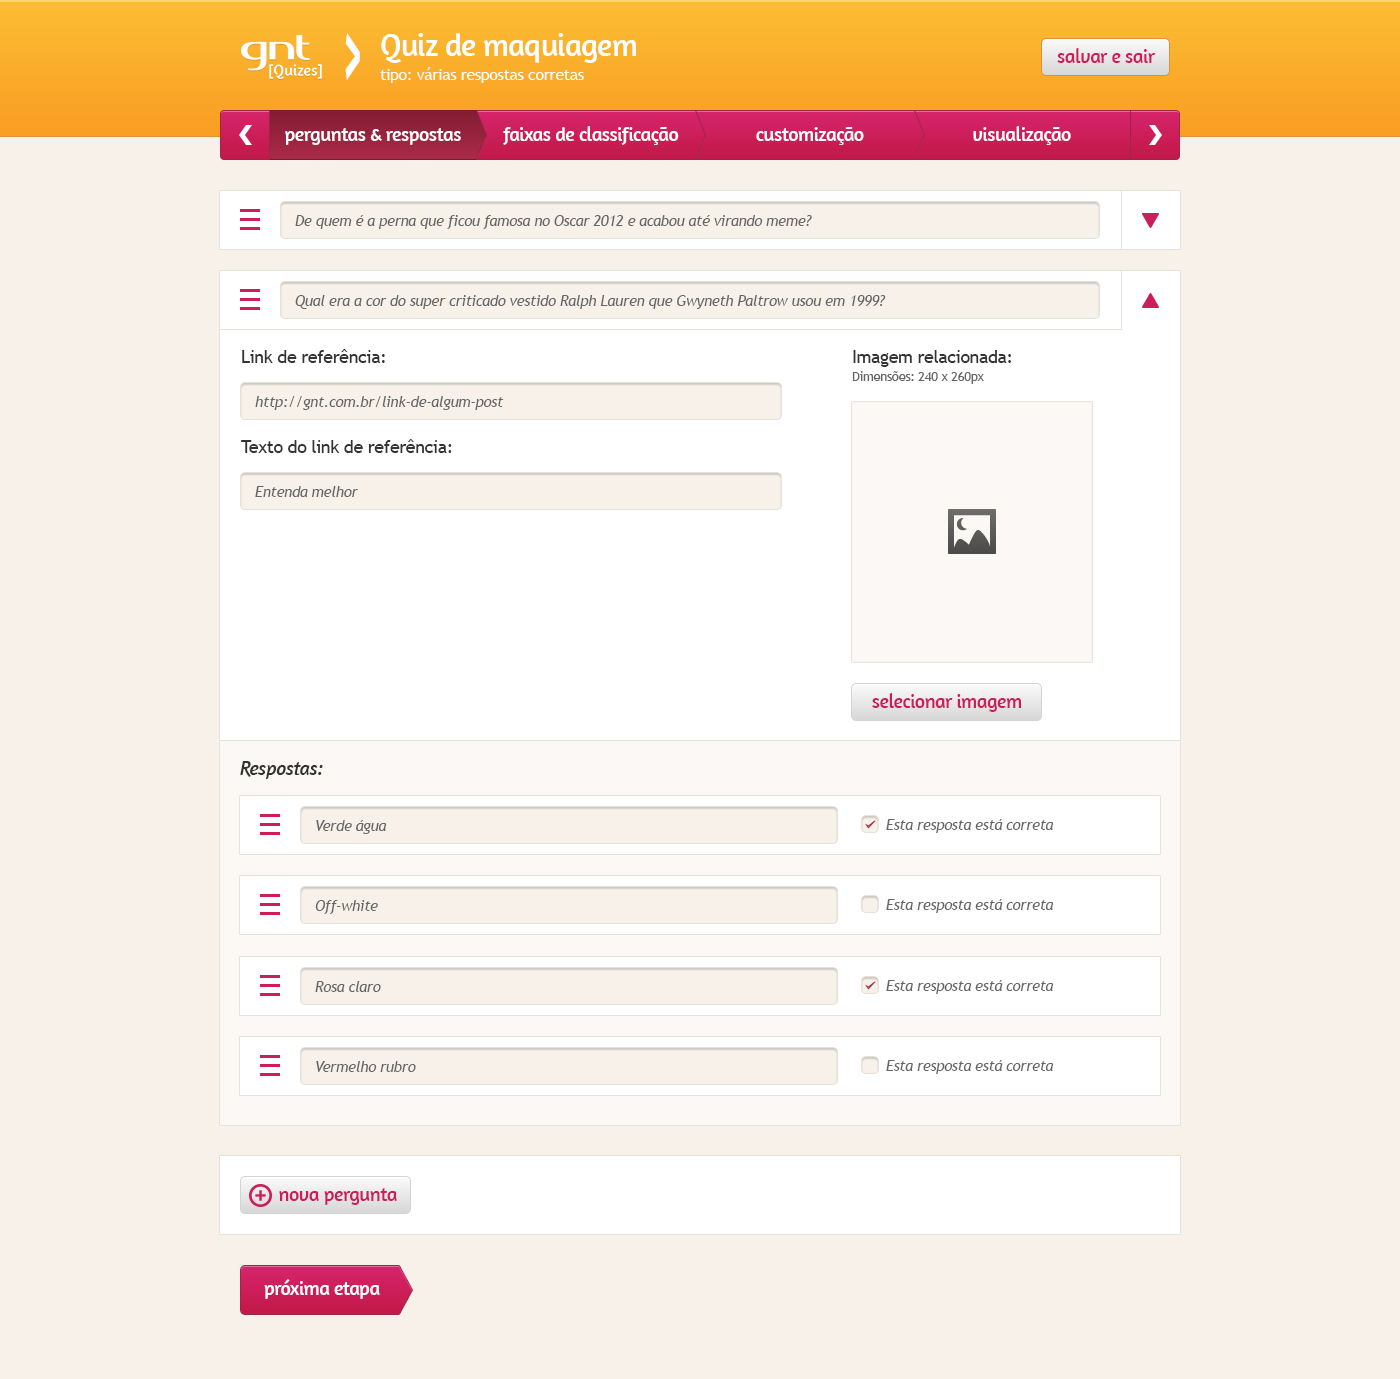 gnt
[Quizes]
Quiz de maquiagem
tipo: várias respostas corretas
salvar e sair
perguntas & respostas
faixas de classificação
customização
visualização
De quem é a perna que ficou famosa no Oscar 2012 e acabou até virando meme?
Qual era a cor do super criticado vestido Ralph Lauren que Gwyneth Paltrow usou em 1999?
Link de referência:
http://gnt.com.br/link-de-algum-post
Texto do link de referência:
Entenda melhor
Imagem relacionada:
Dimensões: 240 x 260px
selecionar imagem
Respostas:
Verde água
Esta resposta está correta
Off-white
Esta resposta está correta
Rosa claro
Esta resposta está correta
Vermelho rubro
Esta resposta está correta
nova pergunta
próxima etapa